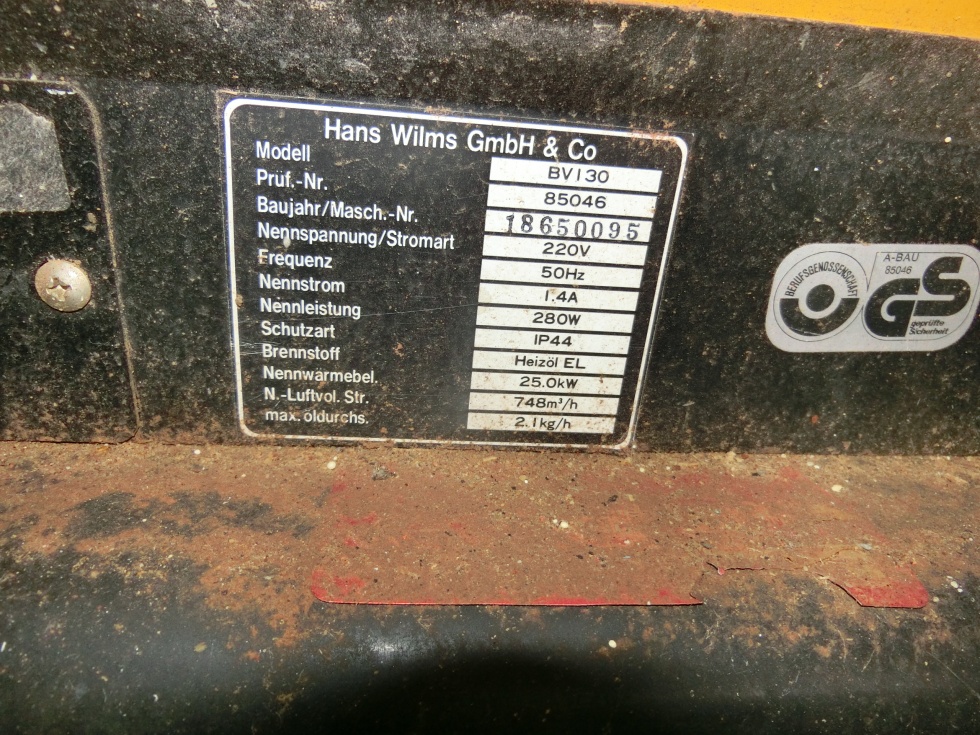 Hans Wilms GmbH & Co
Modell BV130
Prüf.-Nr. 85046
Baujahr/Masch.-Nr. 18650095
Nennspannung/Stromart 220V
Frequenz 50Hz
Nennstrom 1.4A
Nennleistung 280W
Schutzart IP44
Brennstoff Heizöl EL
Nennwärmebel. 25.0kW
N.-Luftvol. Str. 748m³/h
max. öldurchs. 2.1kg/h
BERUFSGENOSSENSCHAFT
A-BAU
85046
GS
geprüfte
Sicherheit